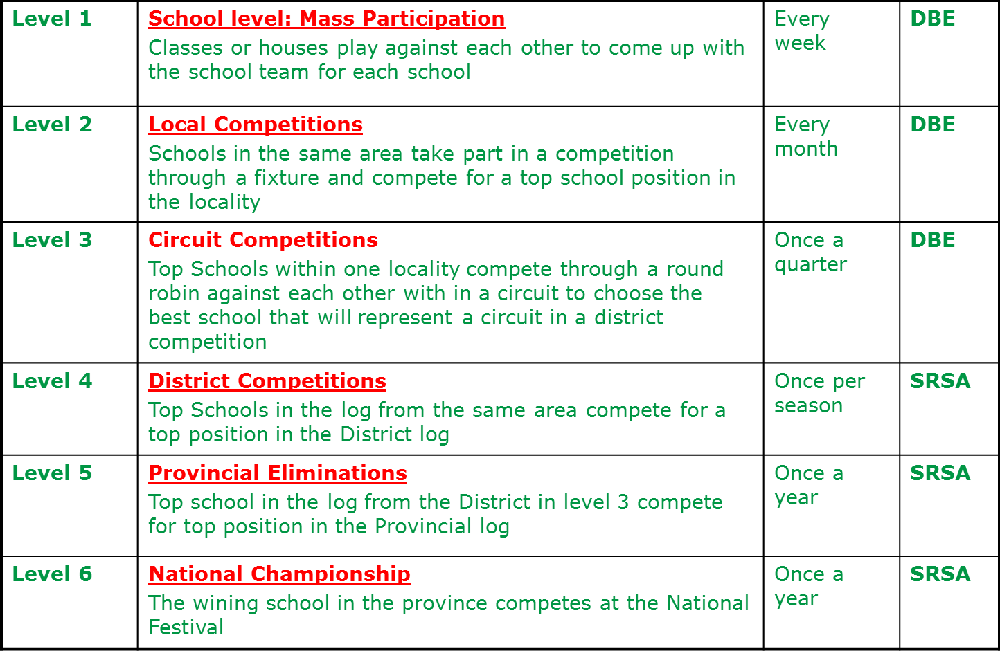 Level 1
School level: Mass Participation
Classes or houses play against each other to come up with
the school team for each school
Every
week
DBE
Level 2
Local Competitions
Schools in the same area take part in a competition
through a fixture and compete for a top school position in
the locality
Every
month
DBE
Level 3
Circuit Competitions
Top Schools within one locality compete through a round
robin against each other with in a circuit to choose the
best school that will represent a circuit in a district
competition
Once a
quarter
DBE
Level 4
District Competitions
Top Schools in the log from the same area compete for a
top position in the District log
Once per
season
SRSA
Level 5
Provincial Eliminations
Top school in the log from the District in level 3 compete
for top position in the Provincial log
Once a
year
SRSA
Level 6
National Championship
The wining school in the province competes at the National
Festival
Once a
year
SRSA